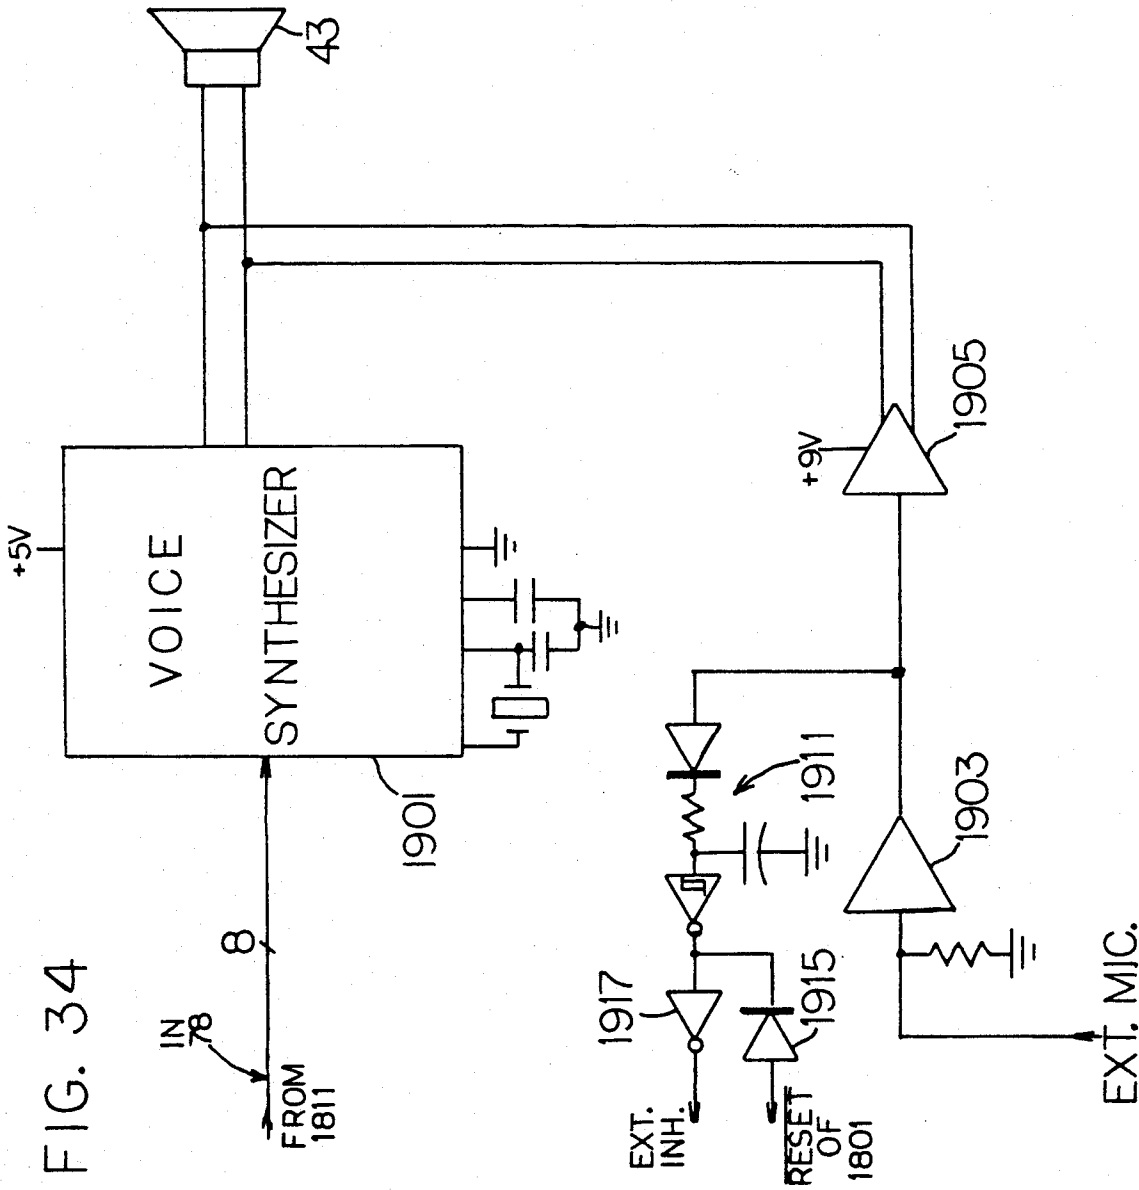 FIG. 34
+5V
VOICE
SYNTHESIZER
43
1901
8
IN
78
FROM
1811
+9V
1905
1911
1903
1917
1915
EXT.
INH.
RESET
OF
1801
EXT. MIC.